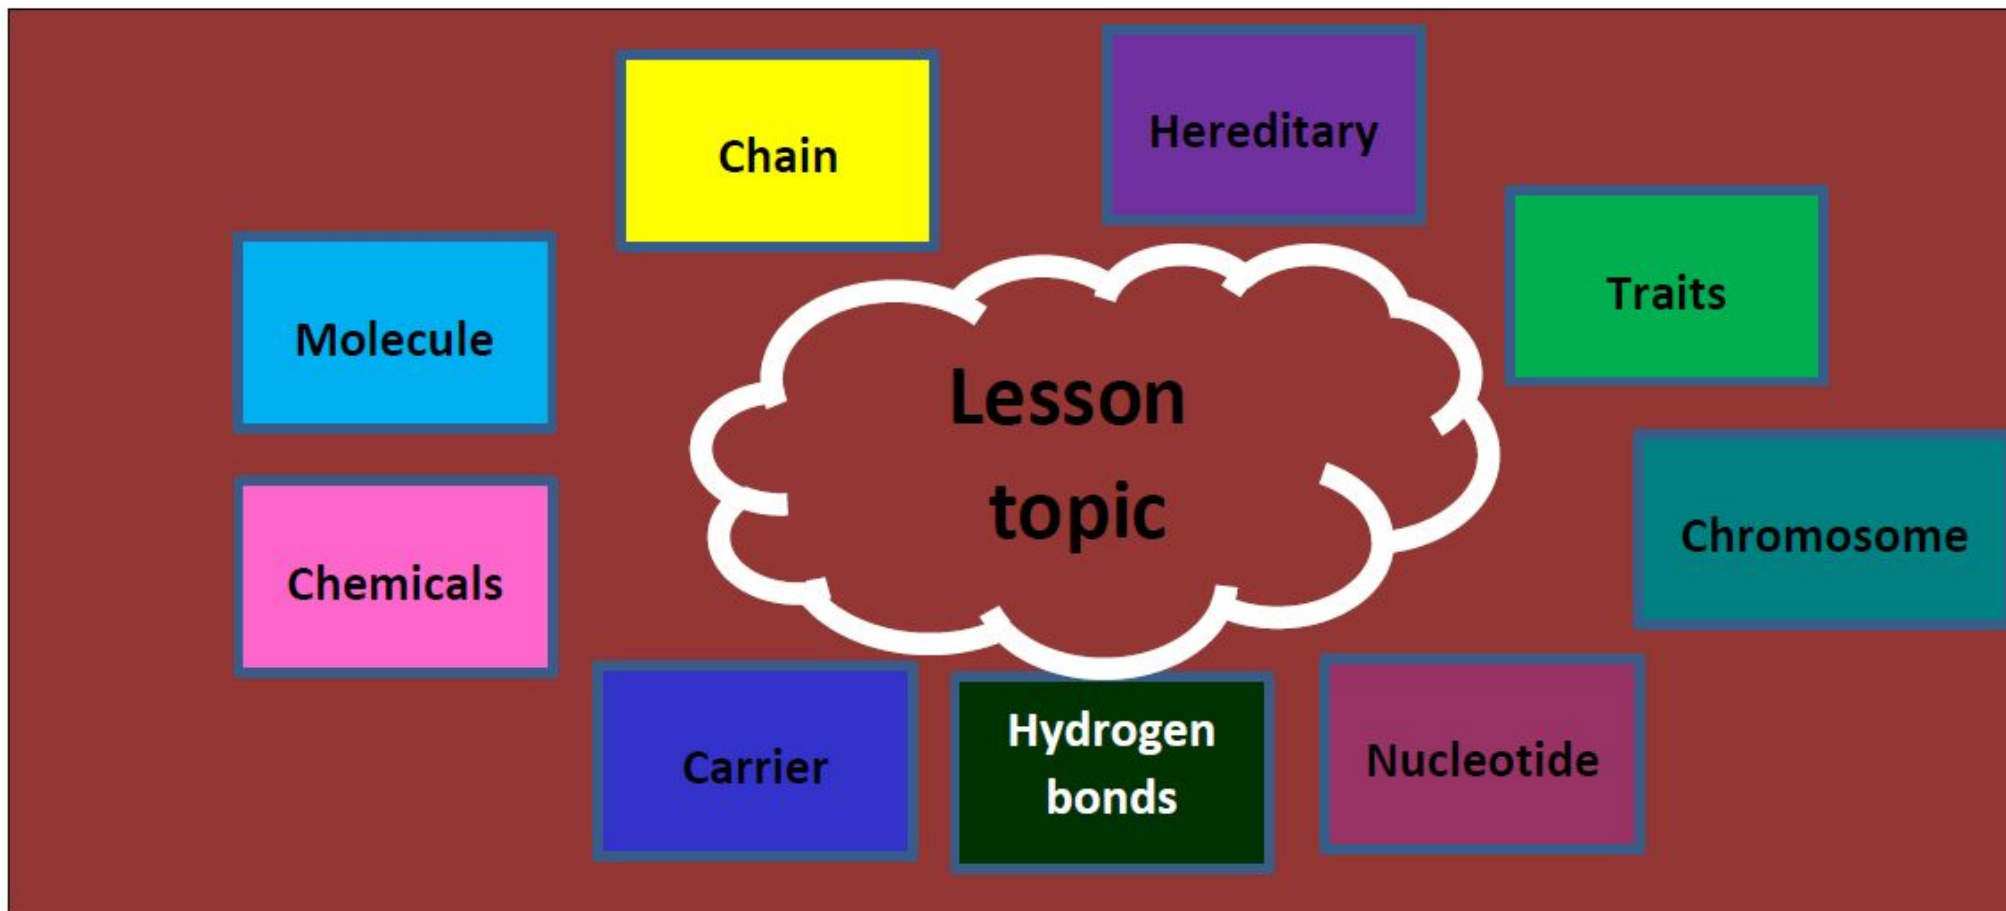 Chain
Hereditary
Traits
Molecule
Lesson
topic
Chromosome
Chemicals
Carrier
Hydrogen
bonds
Nucleotide